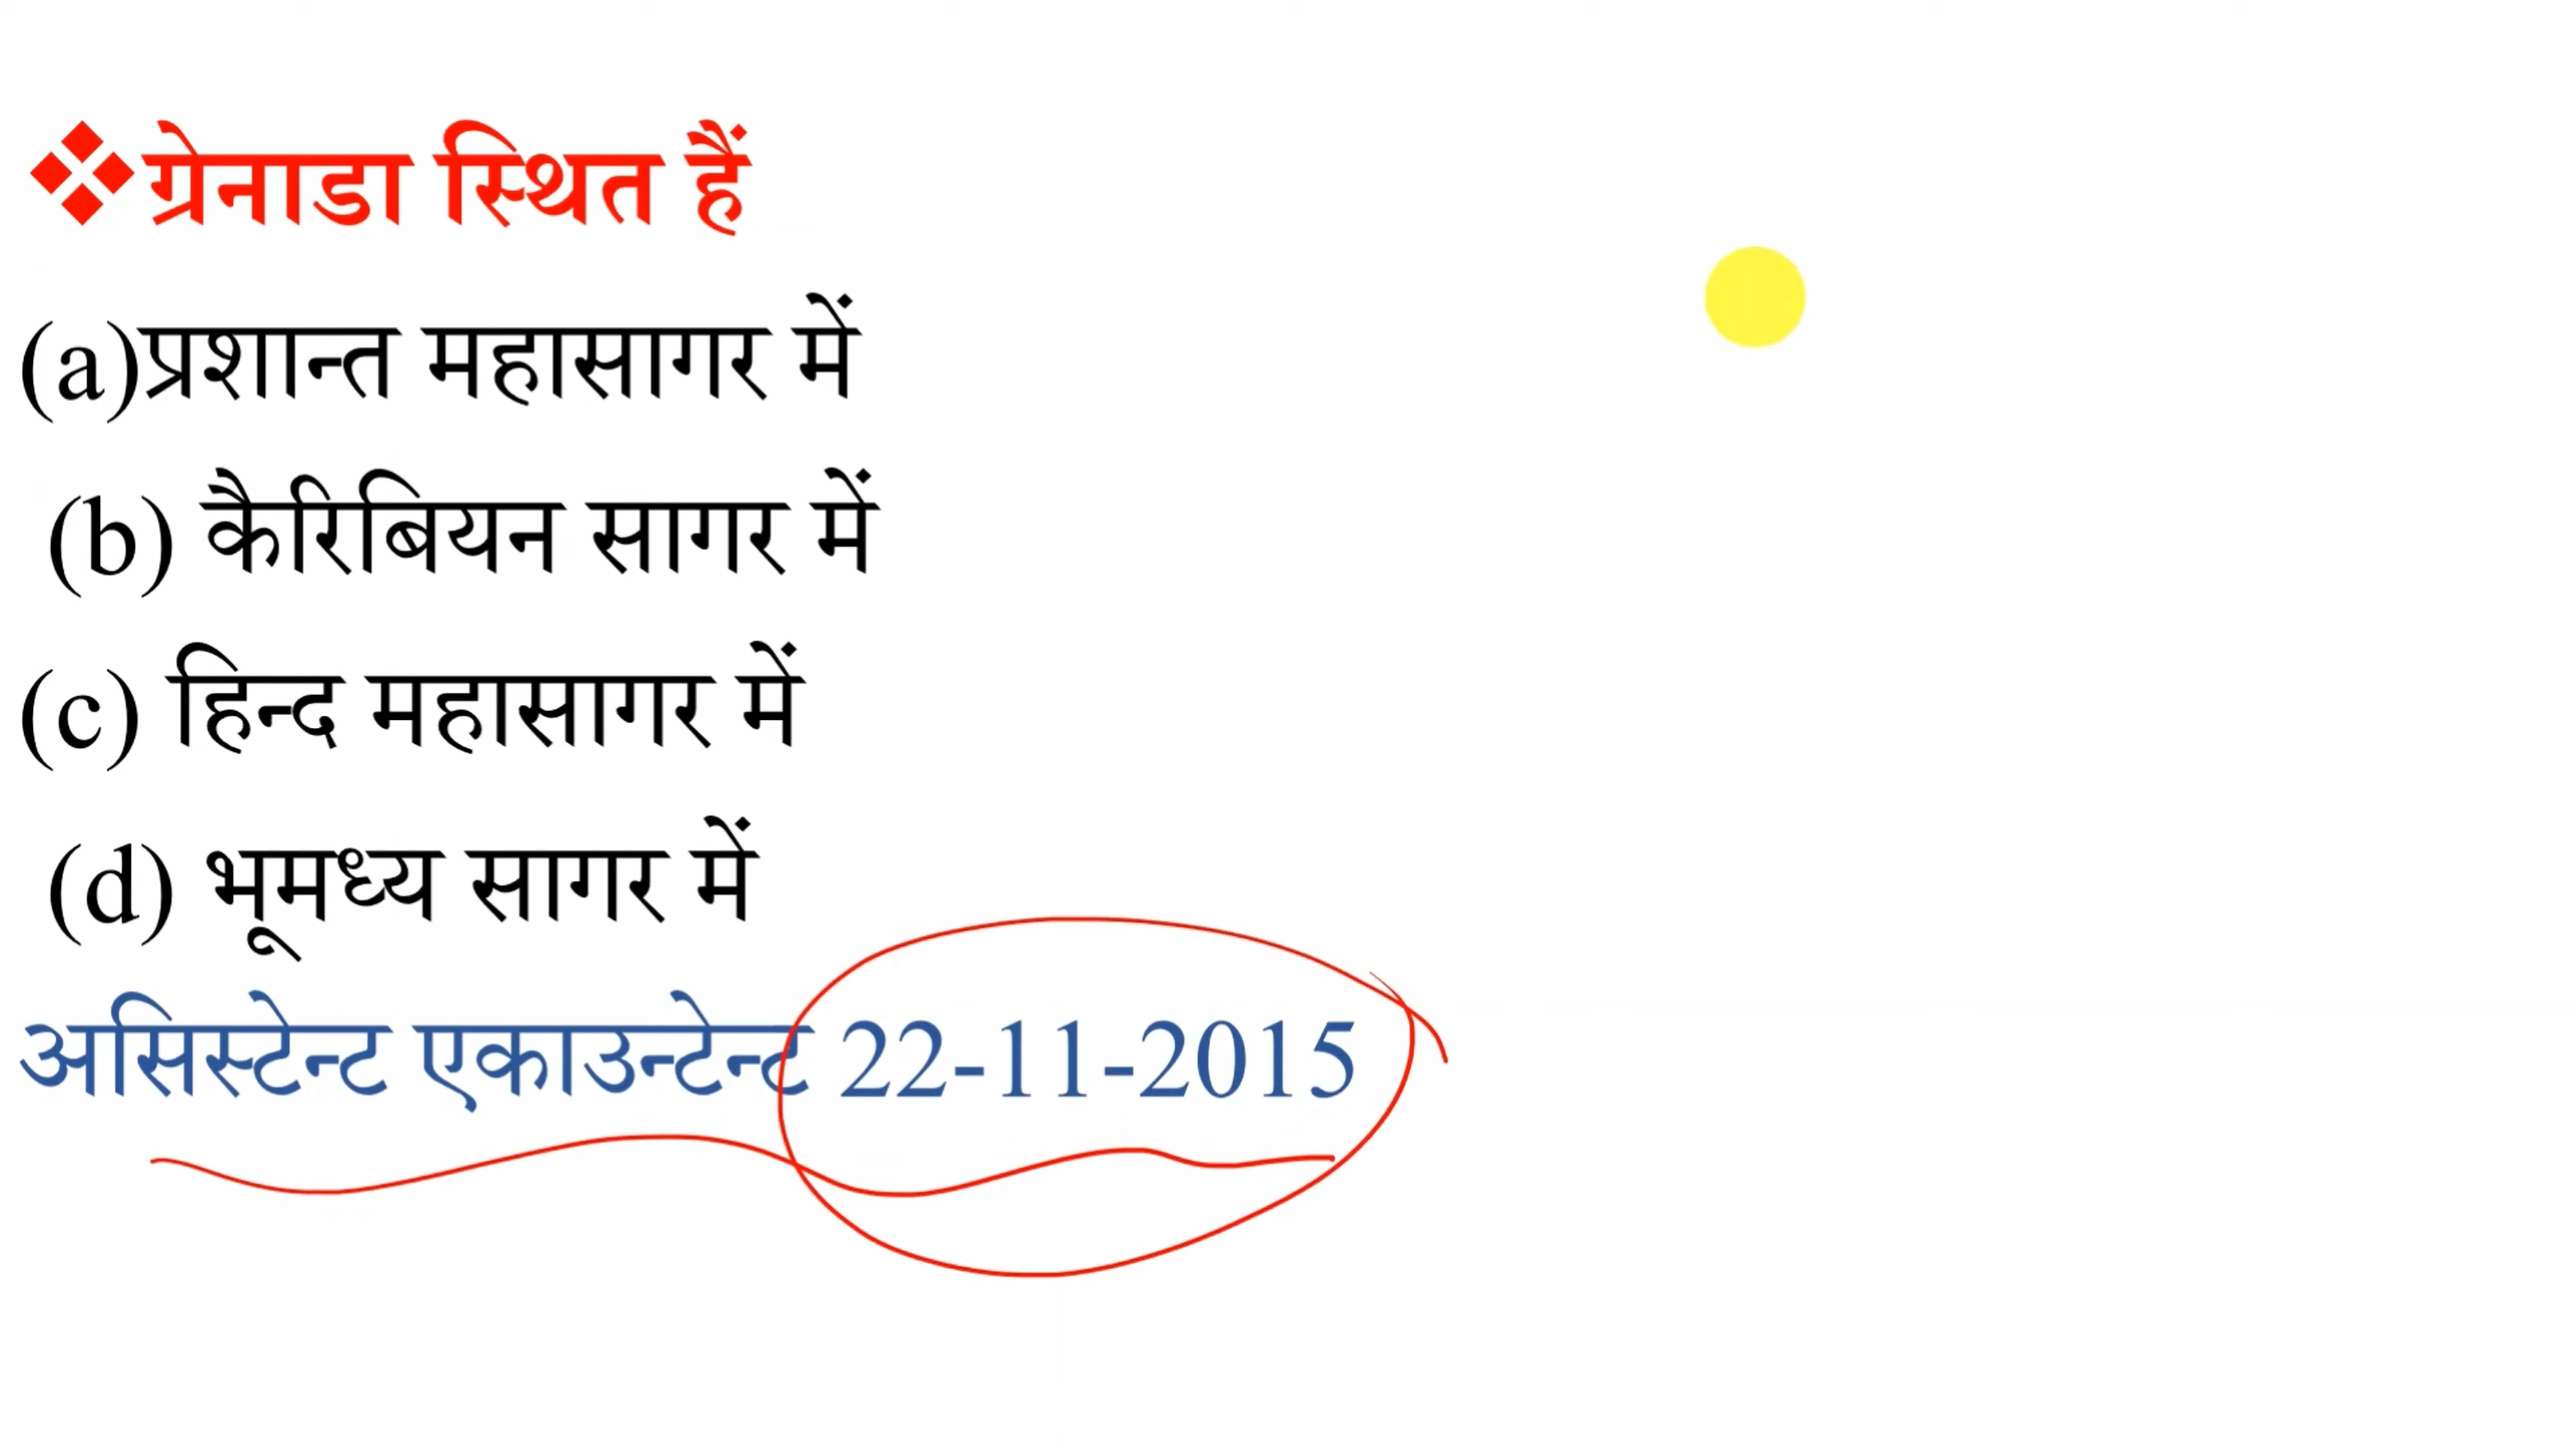 ❖ग्रेनाडा स्थित हैं
(a)प्रशान्त महासागर में
(b) कैरिबियन सागर में
(c) हिन्द महासागर में
(d) भूमध्य सागर में
असिस्टेन्ट एकाउन्टेन्ट 22-11-2015